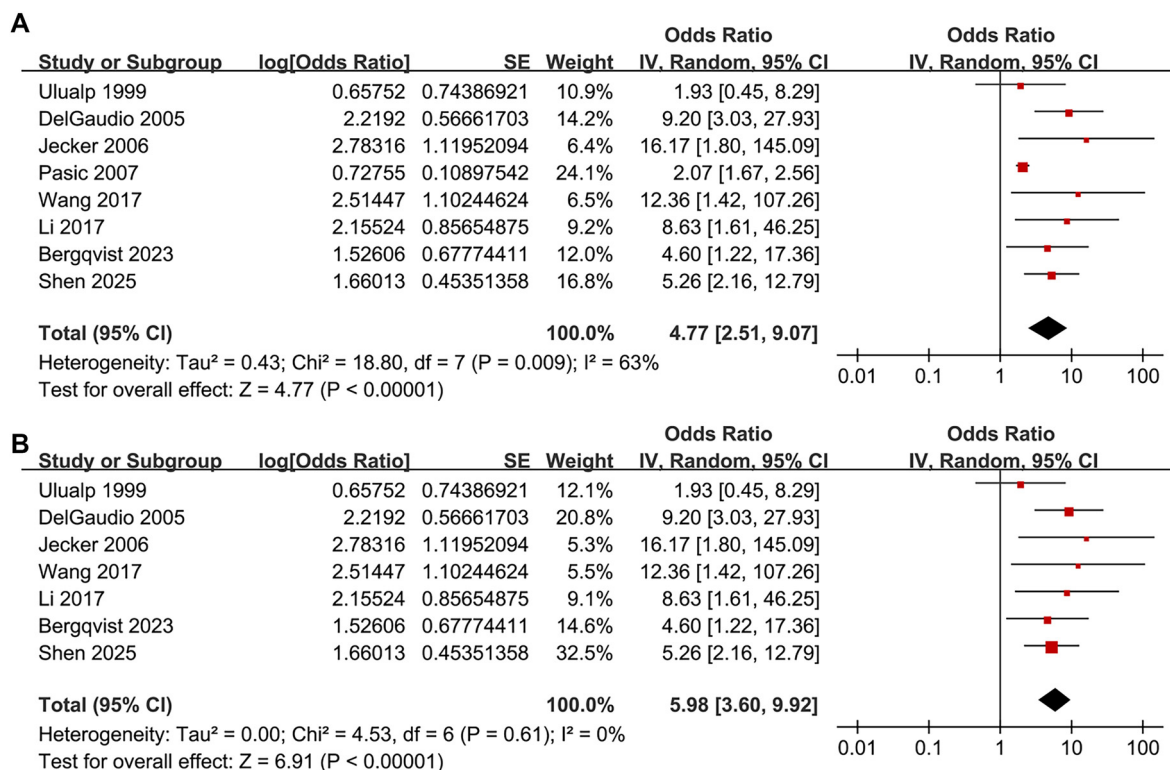 A
Odds Ratio Odds Ratio
Study or Subgroup log[Odds Ratio] SE Weight IV, Random, 95% CI IV, Random, 95% CI
Ulualp 1999 0.65752 0.74386921 10.9% 1.93 [0.45, 8.29]
DelGaudio 2005 2.2192 0.56661703 14.2% 9.20 [3.03, 27.93]
Jecker 2006 2.78316 1.11952094 6.4% 16.17 [1.80, 145.09]
Pasic 2007 0.72755 0.10897542 24.1% 2.07 [1.67, 2.56]
Wang 2017 2.51447 1.10244624 6.5% 12.36 [1.42, 107.26]
Li 2017 2.15524 0.85654875 9.2% 8.63 [1.61, 46.25]
Bergqvist 2023 1.52606 0.67774411 12.0% 4.60 [1.22, 17.36]
Shen 2025 1.66013 0.45351358 16.8% 5.26 [2.16, 12.79]
Total (95% CI) 100.0% 4.77 [2.51, 9.07]
Heterogeneity: Tau² = 0.43; Chi² = 18.80, df = 7 (P = 0.009); I² = 63%
Test for overall effect: Z = 4.77 (P < 0.00001)
0.01 0.1 1 10 100
B
Odds Ratio Odds Ratio
Study or Subgroup log[Odds Ratio] SE Weight IV, Random, 95% CI IV, Random, 95% CI
Ulualp 1999 0.65752 0.74386921 12.1% 1.93 [0.45, 8.29]
DelGaudio 2005 2.2192 0.56661703 20.8% 9.20 [3.03, 27.93]
Jecker 2006 2.78316 1.11952094 5.3% 16.17 [1.80, 145.09]
Wang 2017 2.51447 1.10244624 5.5% 12.36 [1.42, 107.26]
Li 2017 2.15524 0.85654875 9.1% 8.63 [1.61, 46.25]
Bergqvist 2023 1.52606 0.67774411 14.6% 4.60 [1.22, 17.36]
Shen 2025 1.66013 0.45351358 32.5% 5.26 [2.16, 12.79]
Total (95% CI) 100.0% 5.98 [3.60, 9.92]
Heterogeneity: Tau² = 0.00; Chi² = 4.53, df = 6 (P = 0.61); I² = 0%
Test for overall effect: Z = 6.91 (P < 0.00001)
0.01 0.1 1 10 100